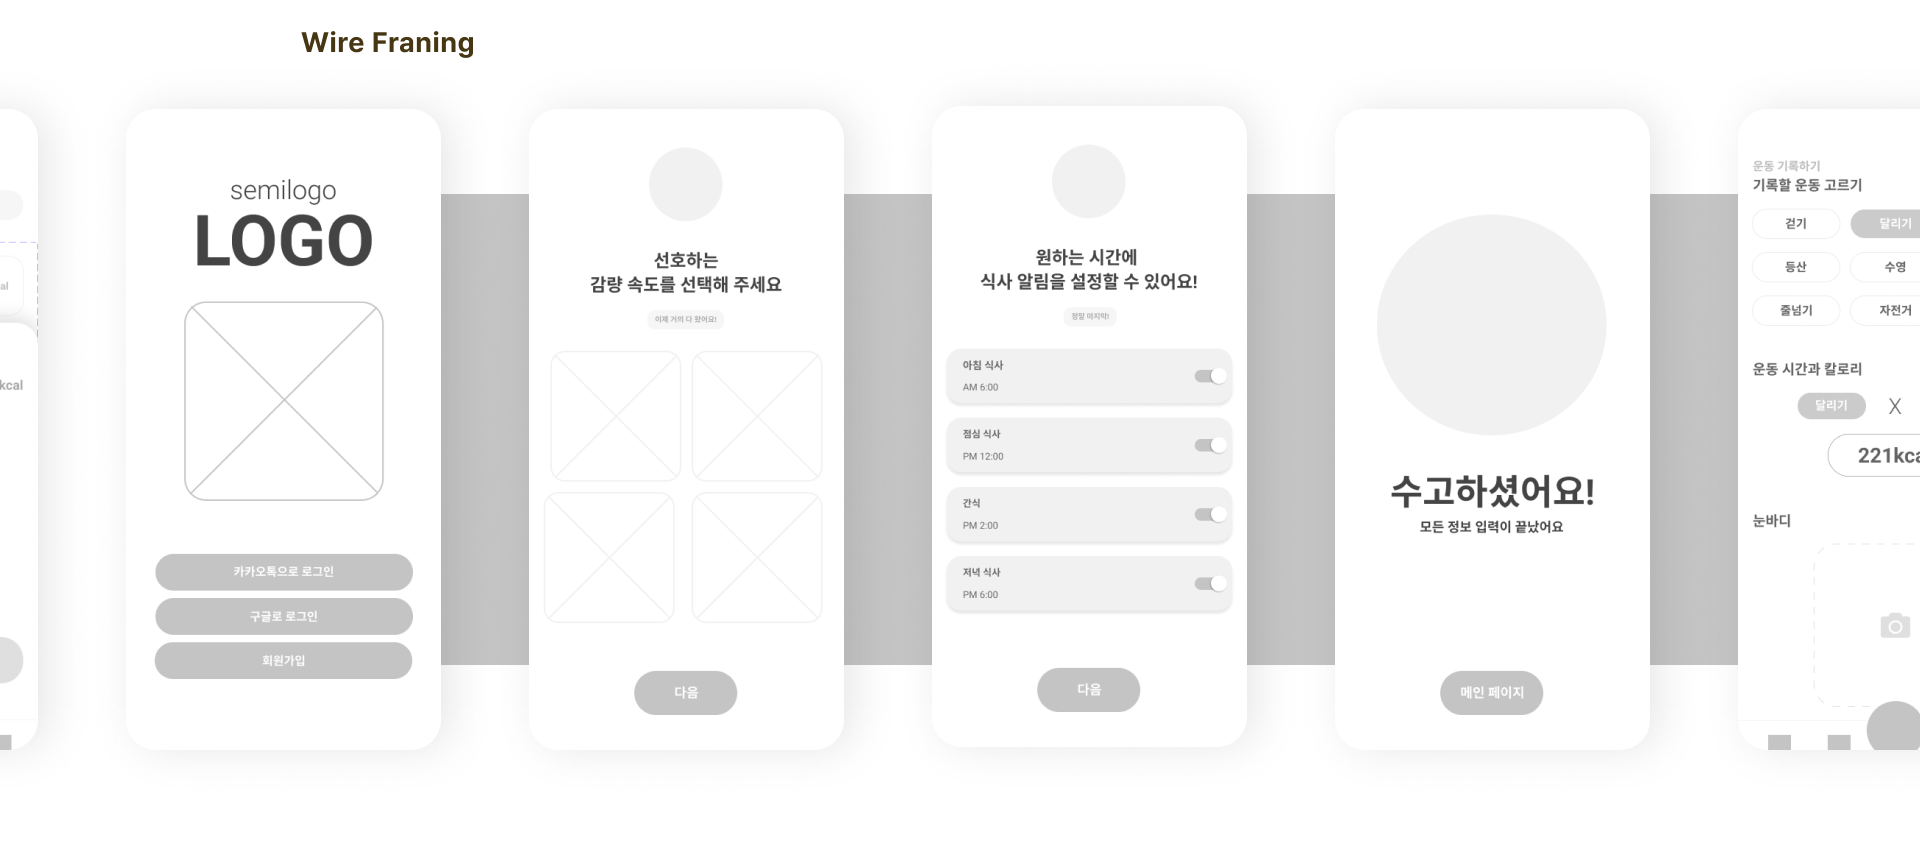 Wire Franing
al
kcal
semilogo
LOGO
카카오톡으로 로그인
구글로 로그인
회원가입
선호하는
감량 속도를 선택해 주세요
이제 거의 다 왔어요!
다음
원하는 시간에
식사 알림을 설정할 수 있어요!
정말 마지막!
아침 식사
AM 6:00
점심 식사
PM 12:00
간식
PM 2:00
저녁 식사
PM 6:00
다음
수고하셨어요!
모든 정보 입력이 끝났어요
메인 페이지
운동 기록하기
기록할 운동 고르기
걷기 달리기
등산 수영
줄넘기 자전거
운동 시간과 칼로리
달리기 X
221kca
눈바디